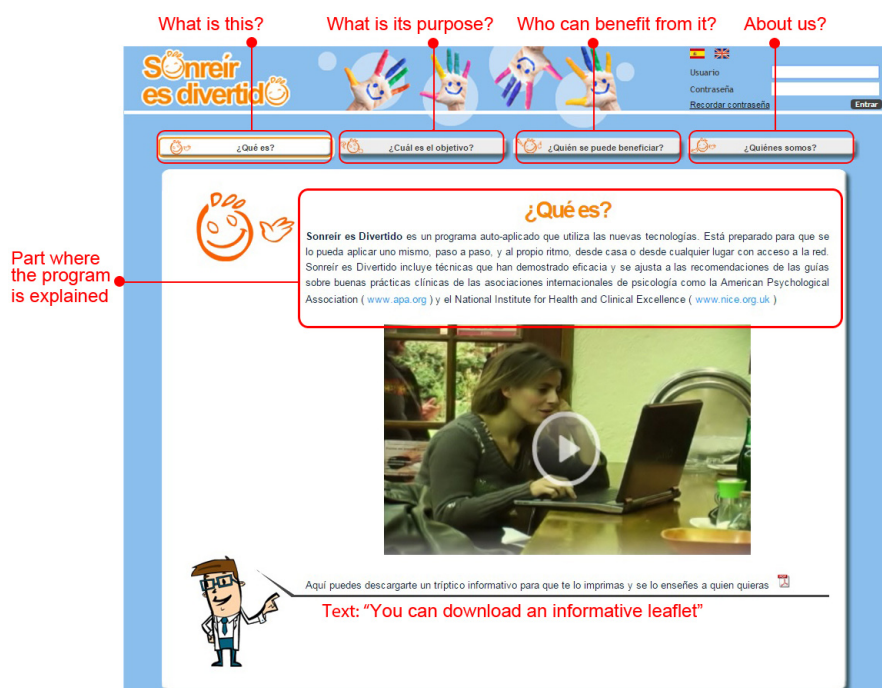 What is this?
What is its purpose?
Who can benefit from it?
About us?
Sonreír
es divertido
Usuario
Contraseña
Recordar contraseña
Entrar
¿Qué es?
¿Cuál es el objetivo?
¿Quién se puede beneficiar?
¿Quiénes somos?
Part where
the program
is explained
¿Qué es?
Sonreír es Divertido es un programa auto-aplicado que utiliza las nuevas tecnologías. Está preparado para que se
lo pueda aplicar uno mismo, paso a paso, y al propio ritmo, desde casa o desde cualquier lugar con acceso a la red.
Sonreír es Divertido incluye técnicas que han demostrado eficacia y se ajusta a las recomendaciones de las guías
sobre buenas prácticas clínicas de las asociaciones internacionales de psicología como la American Psychological
Association ( www.apa.org ) y el National Institute for Health and Clinical Excellence ( www.nice.org.uk )
Aquí puedes descargarte un tríptico informativo para que te lo imprimas y se lo enseñes a quien quieras
Text: “You can download an informative leaflet”